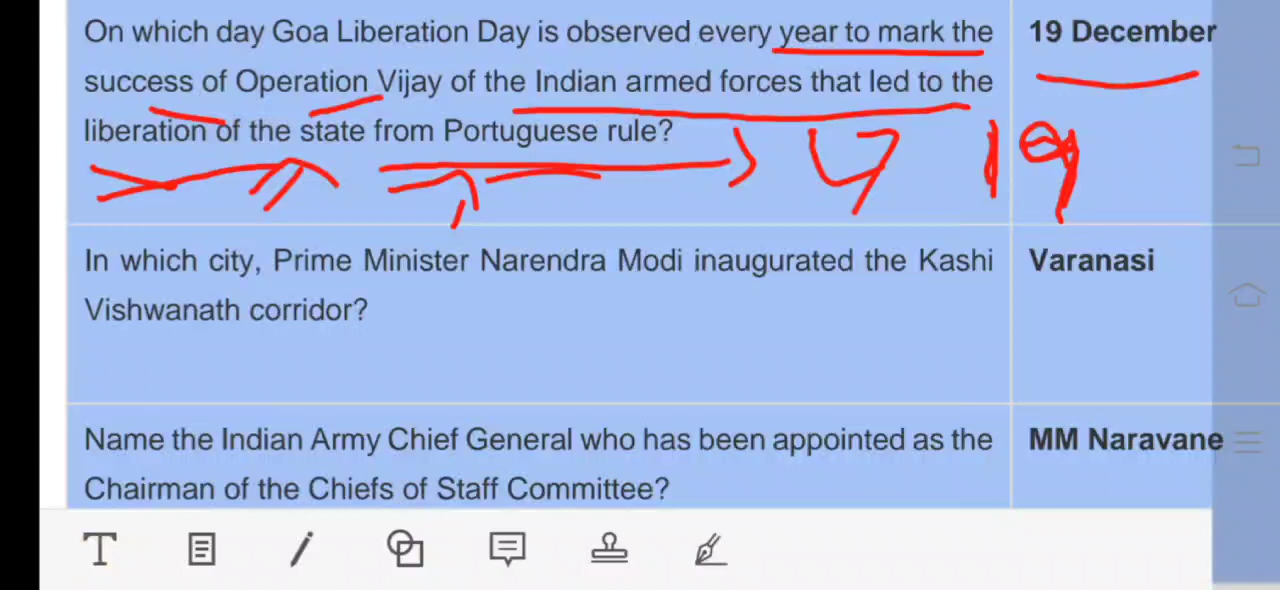 On which day Goa Liberation Day is observed every year to mark the
success of Operation Vijay of the Indian armed forces that led to the
liberation of the state from Portuguese rule?
19 December
19
In which city, Prime Minister Narendra Modi inaugurated the Kashi
Vishwanath corridor?
Varanasi
Name the Indian Army Chief General who has been appointed as the
Chairman of the Chiefs of Staff Committee?
MM Naravane